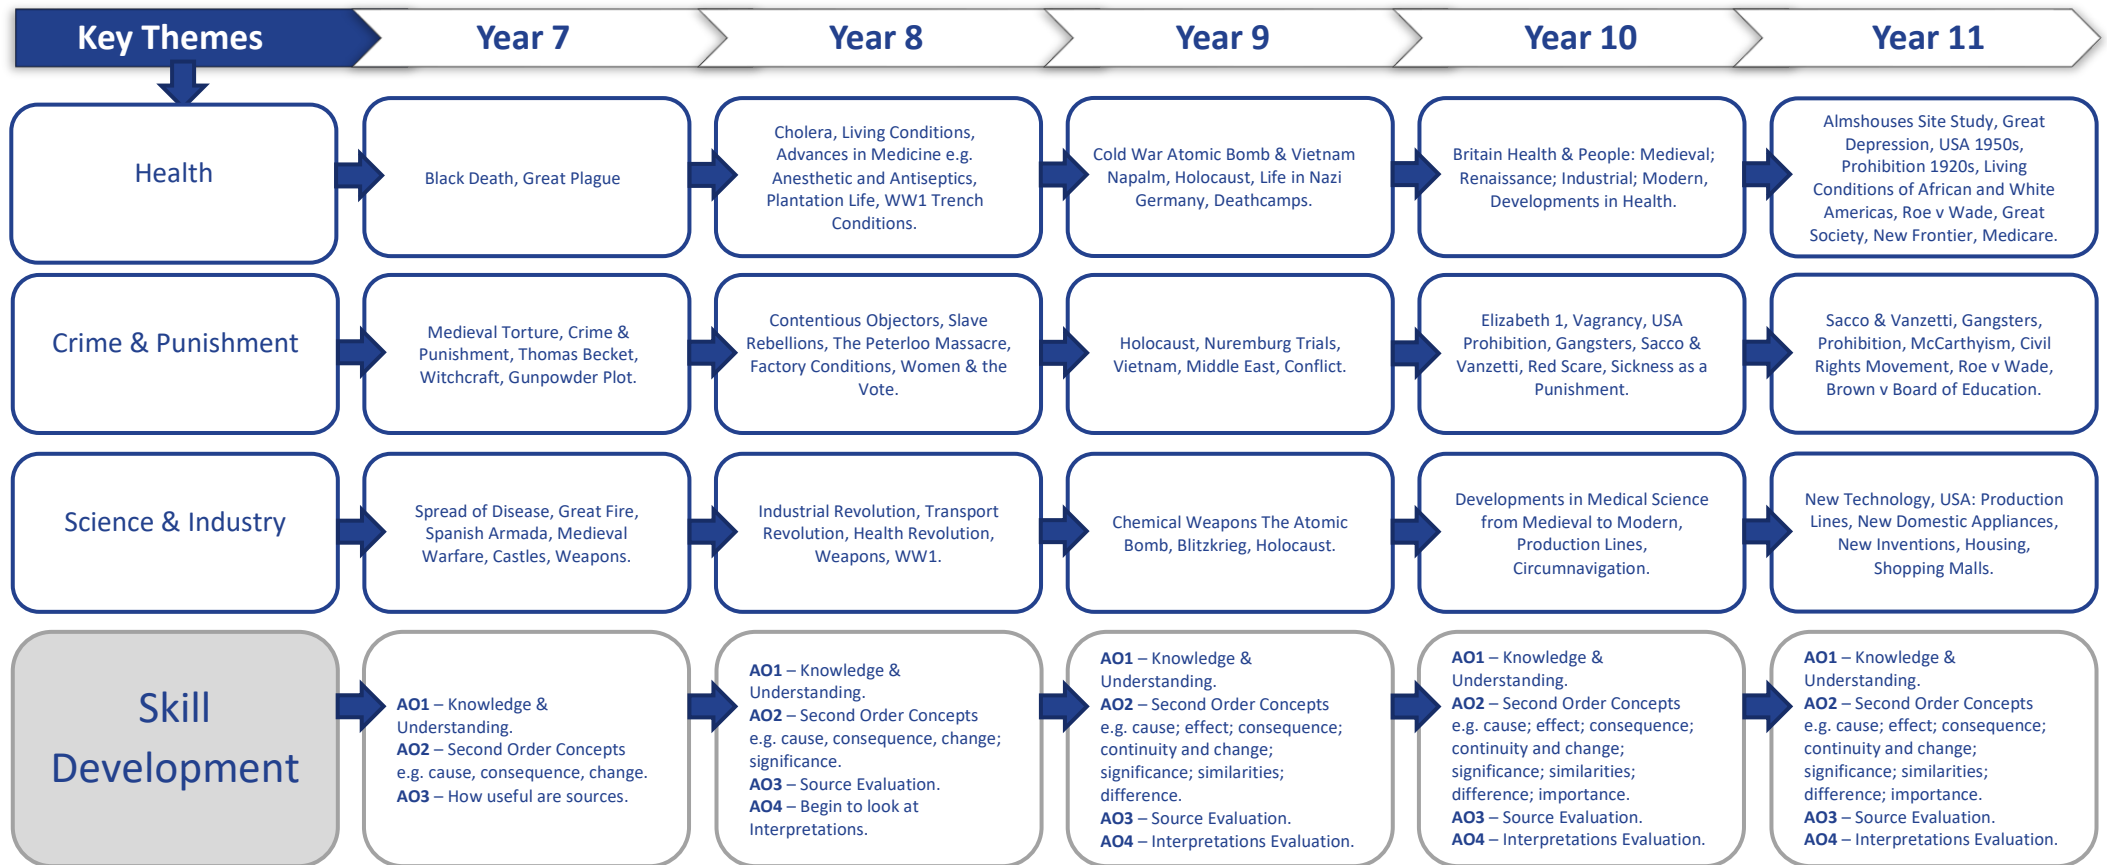 Key Themes
Year 7
Year 8
Year 9
Year 10
Year 11
Health
Black Death, Great Plague
Cholera, Living Conditions,
Advances in Medicine e.g.
Anesthetic and Antiseptics,
Plantation Life, WW1 Trench
Conditions.
Cold War Atomic Bomb & Vietnam
Napalm, Holocaust, Life in Nazi
Germany, Deathcamps.
Britain Health & People: Medieval;
Renaissance; Industrial; Modern,
Developments in Health.
Almshouses Site Study, Great
Depression, USA 1950s,
Prohibition 1920s, Living
Conditions of African and White
Americas, Roe v Wade, Great
Society, New Frontier, Medicare.
Crime & Punishment
Medieval Torture, Crime &
Punishment, Thomas Becket,
Witchcraft, Gunpowder Plot.
Contentious Objectors, Slave
Rebellions, The Peterloo Massacre,
Factory Conditions, Women & the
Vote.
Holocaust, Nuremburg Trials,
Vietnam, Middle East, Conflict.
Elizabeth 1, Vagrancy, USA
Prohibition, Gangsters, Sacco &
Vanzetti, Red Scare, Sickness as a
Punishment.
Sacco & Vanzetti, Gangsters,
Prohibition, McCarthyism, Civil
Rights Movement, Roe v Wade,
Brown v Board of Education.
Science & Industry
Spread of Disease, Great Fire,
Spanish Armada, Medieval
Warfare, Castles, Weapons.
Industrial Revolution, Transport
Revolution, Health Revolution,
Weapons, WW1.
Chemical Weapons The Atomic
Bomb, Blitzkrieg, Holocaust.
Developments in Medical Science
from Medieval to Modern,
Production Lines,
Circumnavigation.
New Technology, USA: Production
Lines, New Domestic Appliances,
New Inventions, Housing,
Shopping Malls.
Skill
Development
AO1 – Knowledge &
Understanding.
AO2 – Second Order Concepts
e.g. cause, consequence, change.
AO3 – How useful are sources.
AO1 – Knowledge &
Understanding.
AO2 – Second Order Concepts
e.g. cause, consequence, change;
significance.
AO3 – Source Evaluation.
AO4 – Begin to look at
Interpretations.
AO1 – Knowledge &
Understanding.
AO2 – Second Order Concepts
e.g. cause; effect; consequence;
continuity and change;
significance; similarities;
difference.
AO3 – Source Evaluation.
AO4 – Interpretations Evaluation.
AO1 – Knowledge &
Understanding.
AO2 – Second Order Concepts
e.g. cause; effect; consequence;
continuity and change;
significance; similarities;
difference; importance.
AO3 – Source Evaluation.
AO4 – Interpretations Evaluation.
AO1 – Knowledge &
Understanding.
AO2 – Second Order Concepts
e.g. cause; effect; consequence;
continuity and change;
significance; similarities;
difference; importance.
AO3 – Source Evaluation.
AO4 – Interpretations Evaluation.